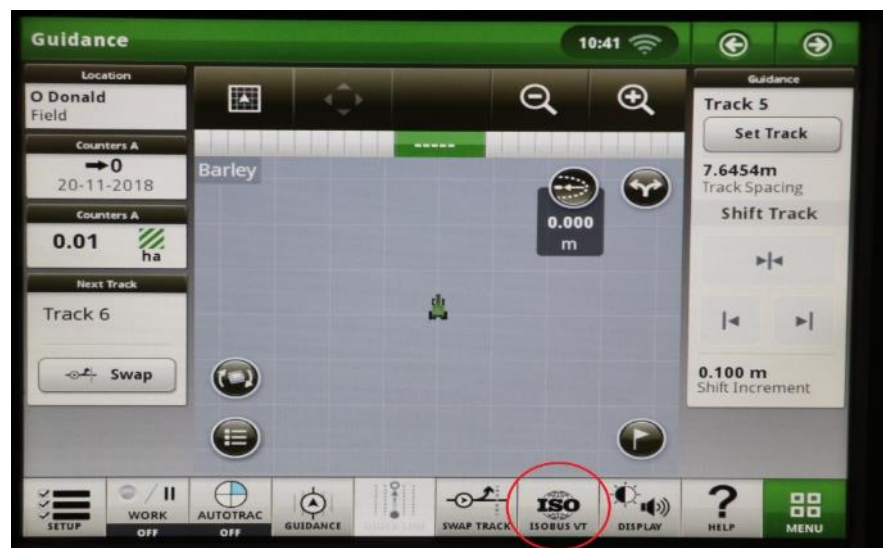 Guidance
10:41
Location
O Donald
Field
Counters A
0
20-11-2018
Counters A
0.01
ha
Next Track
Track 6
Swap
Barley
-----
0.000
m
Guidance
Track 5
Set Track
7.6454m
Track Spacing
Shift Track
0.100 m
Shift Increment
SETUP
WORK
OFF
AUTOTRAC
OFF
GUIDANCE
QUICK LINE
SWAP TRACK
ISO
ISOBUS VT
DISPLAY
?
HELP
MENU